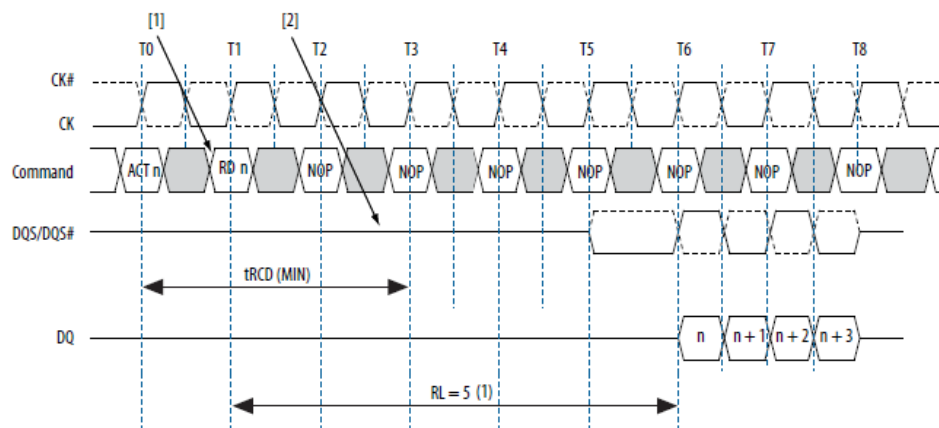 [1] [2]
T0 T1 T2 T3 T4 T5 T6 T7 T8
CK#
CK
Command ACT n RD n NOP NOP NOP NOP NOP NOP NOP
DQS/DQS#
tRCD (MIN)
DQ n n + 1 n + 2 n + 3
RL = 5 (1)